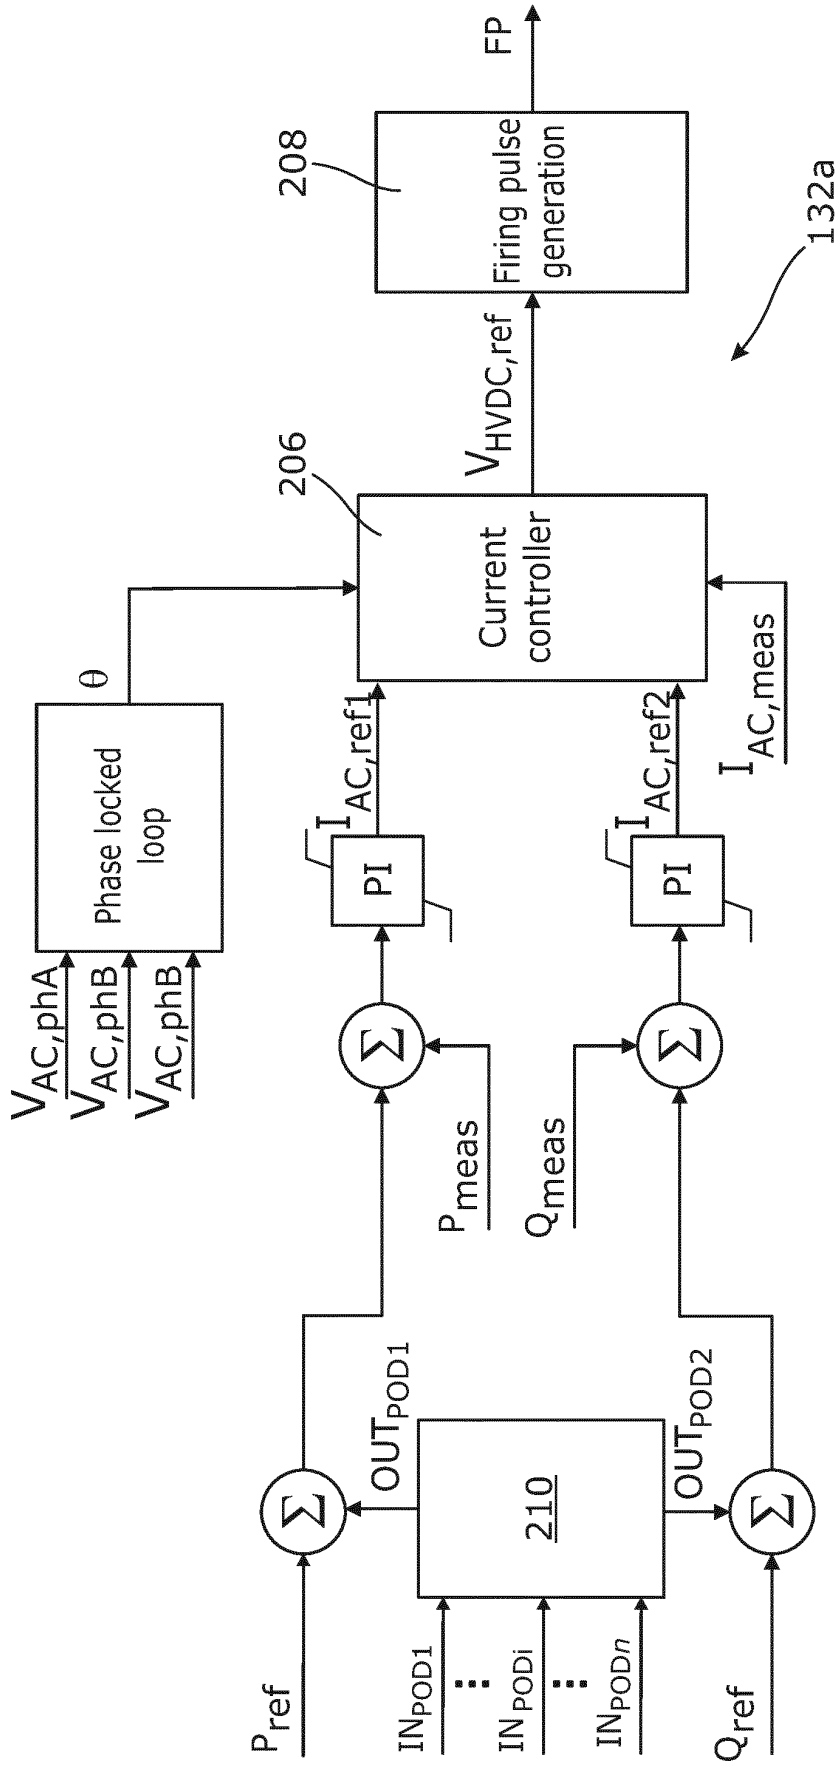 V_AC,phA
V_AC,phB
V_AC,phB
Phase locked
loop
θ
P_ref
Σ
OUT_POD1
IN_POD1
IN_PODi
IN_PODn
210
OUT_POD2
Q_ref
Σ
P_meas
Σ
PI
I_AC,ref1
Q_meas
Σ
PI
I_AC,ref2
I_AC,meas
206
Current
controller
V_HVDC,ref
208
Firing pulse
generation
FP
132a